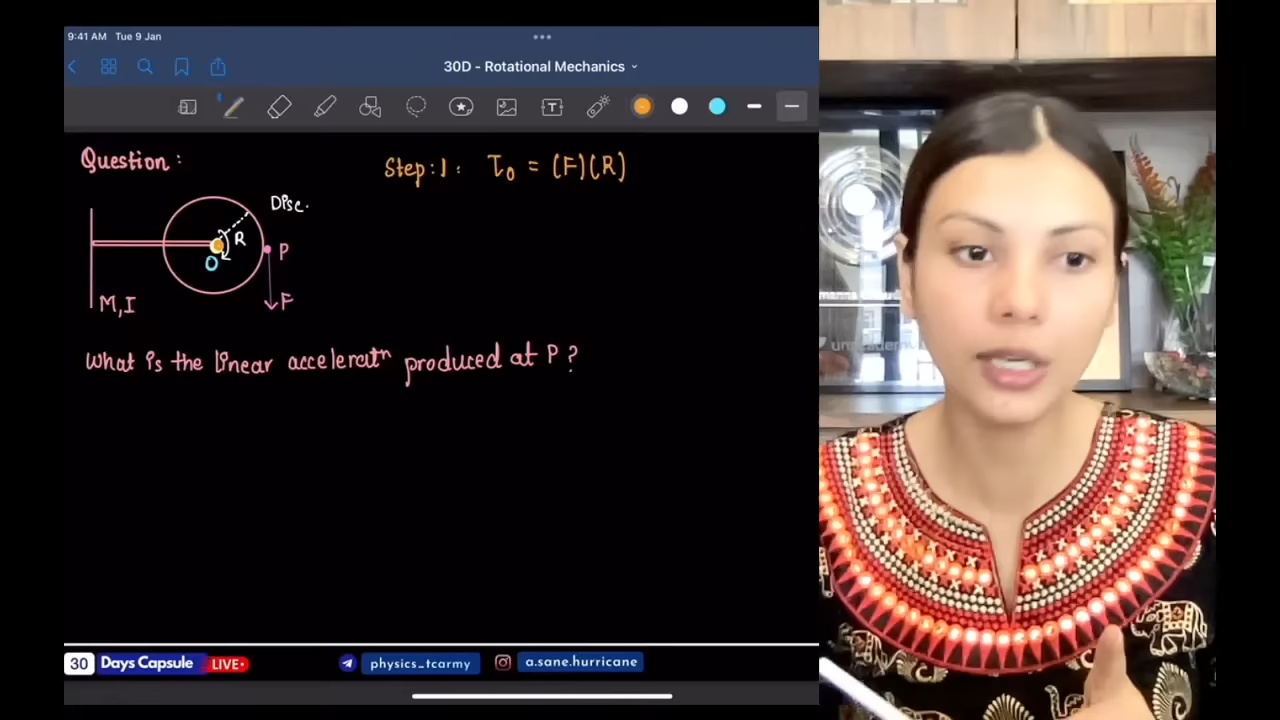 9:41 AM Tue 9 Jan
30D - Rotational Mechanics
Question :
Step:1: τ₀ = (F)(R)
Disc.
R
P
O
F
M, I
What is the linear acceleratⁿ produced at P ?
30 Days Capsule LIVE
physics_tcarmy
a.sane.hurricane